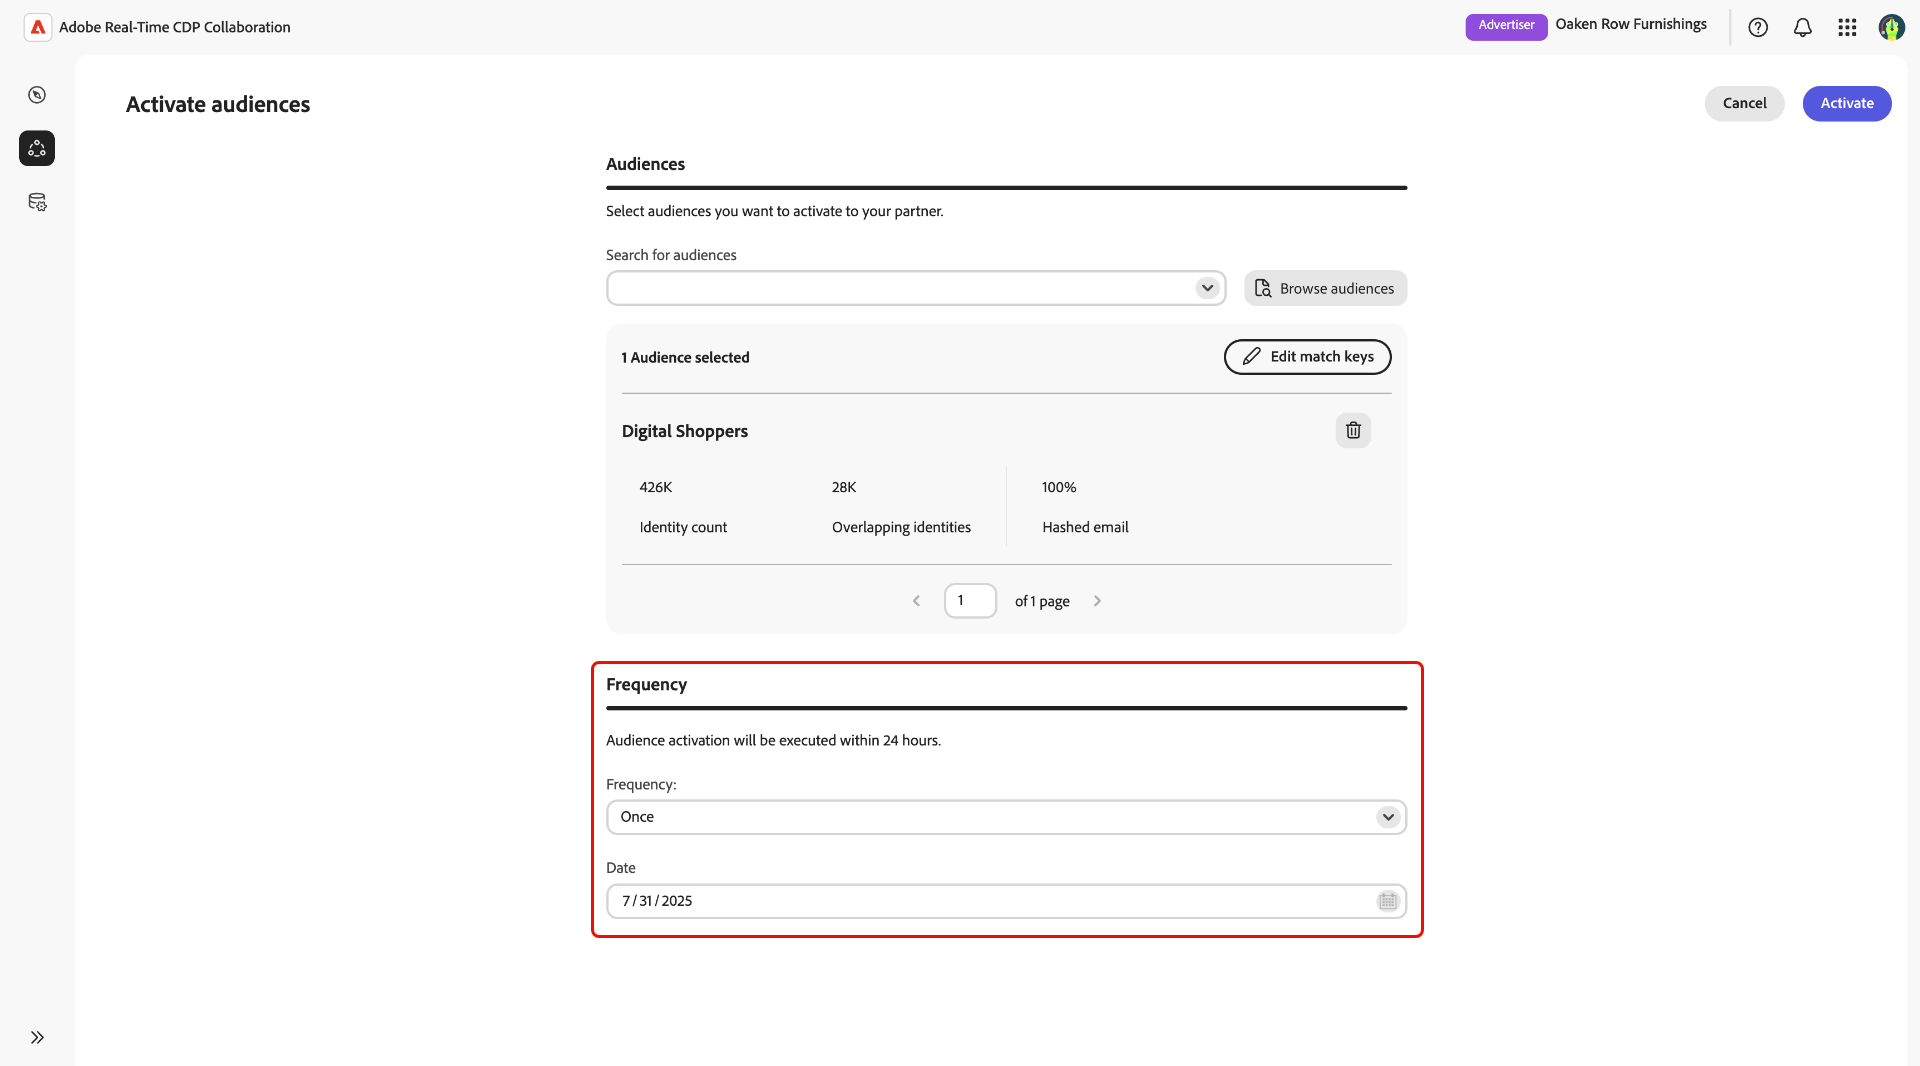 Adobe Real-Time CDP Collaboration
Advertiser
Oaken Row Furnishings
Activate audiences
Cancel
Activate
Audiences
Select audiences you want to activate to your partner.
Search for audiences
Browse audiences
1 Audience selected
Edit match keys
Digital Shoppers
426K
28K
100%
Identity count
Overlapping identities
Hashed email
1
of 1 page
Frequency
Audience activation will be executed within 24 hours.
Frequency:
Once
Date
7 / 31 / 2025